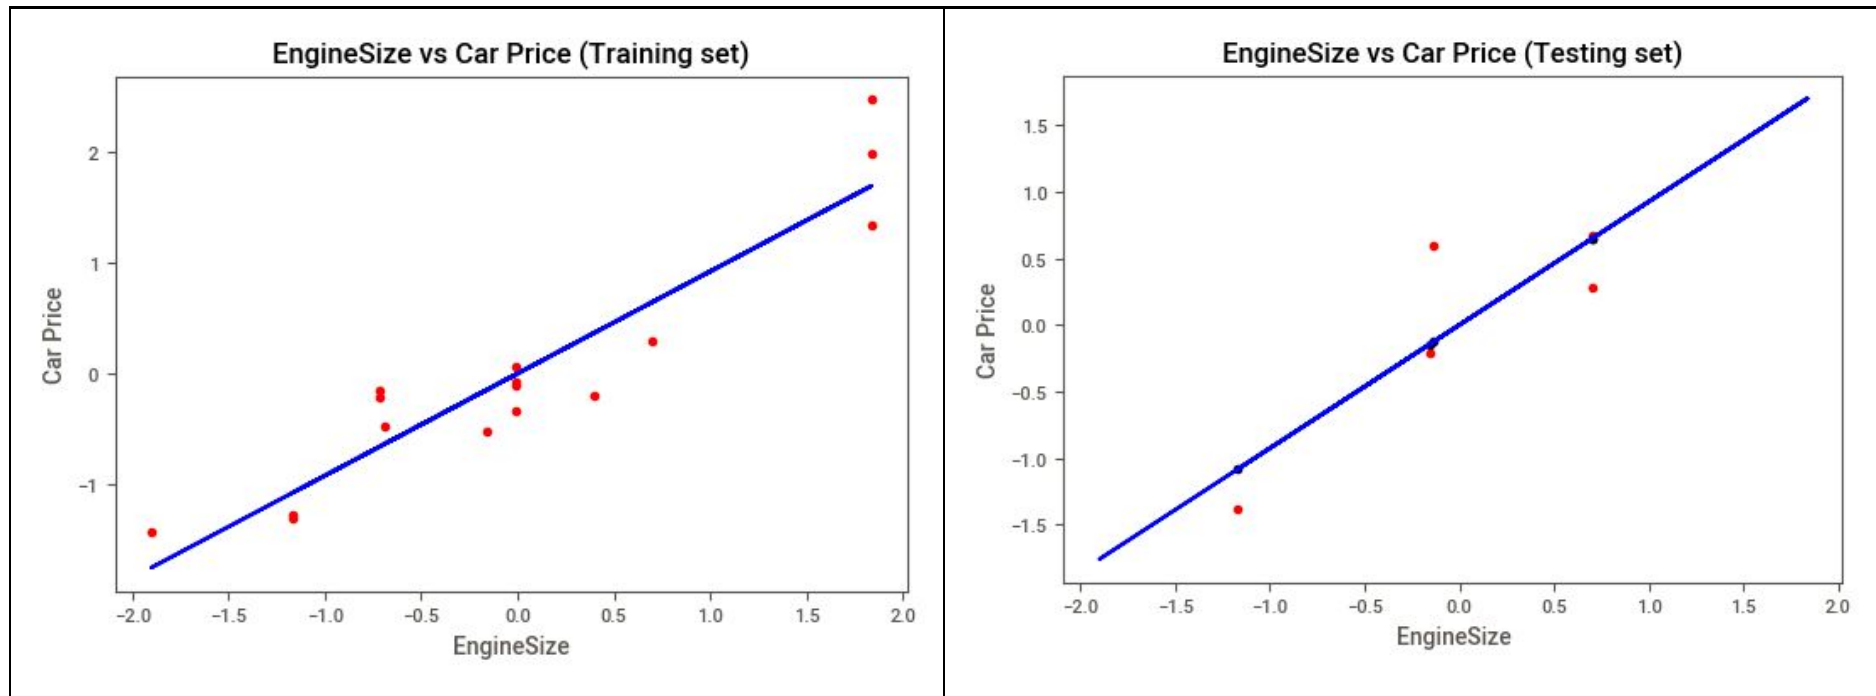 EngineSize vs Car Price (Training set)
2
1
0
−1
Car Price
−2.0 −1.5 −1.0 −0.5 0.0 0.5 1.0 1.5 2.0
EngineSize
EngineSize vs Car Price (Testing set)
1.5
1.0
0.5
0.0
−0.5
−1.0
−1.5
Car Price
−2.0 −1.5 −1.0 −0.5 0.0 0.5 1.0 1.5 2.0
EngineSize